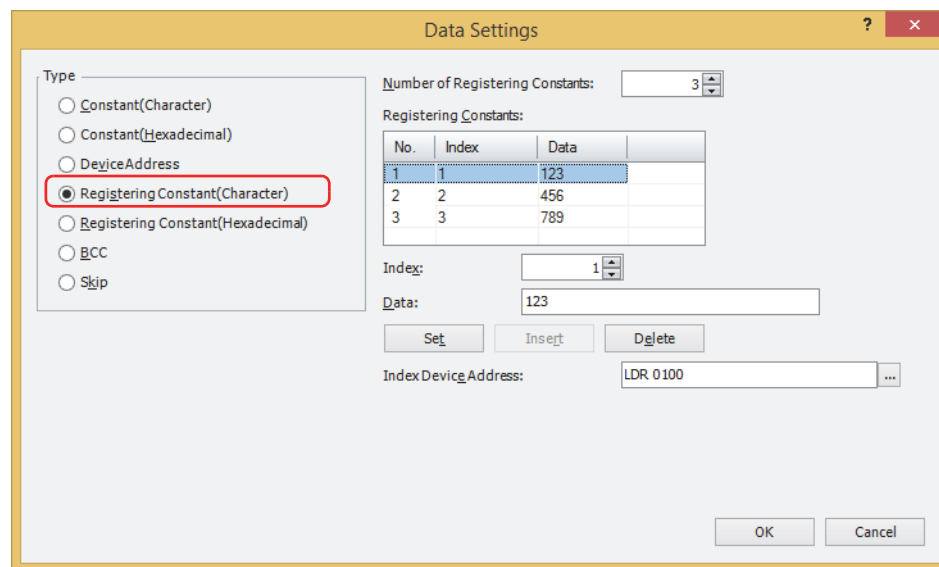 Data Settings
?
×
Type
Constant(Character)
Constant(Hexadecimal)
DeviceAddress
Registering Constant(Character)
Registering Constant(Hexadecimal)
BCC
Skip
Number of Registering Constants: 3
Registering Constants:
No. Index Data
1 1 123
2 2 456
3 3 789
Index: 1
Data: 123
Set Insert Delete
Index Device Address: LDR 0100 ...
OK Cancel